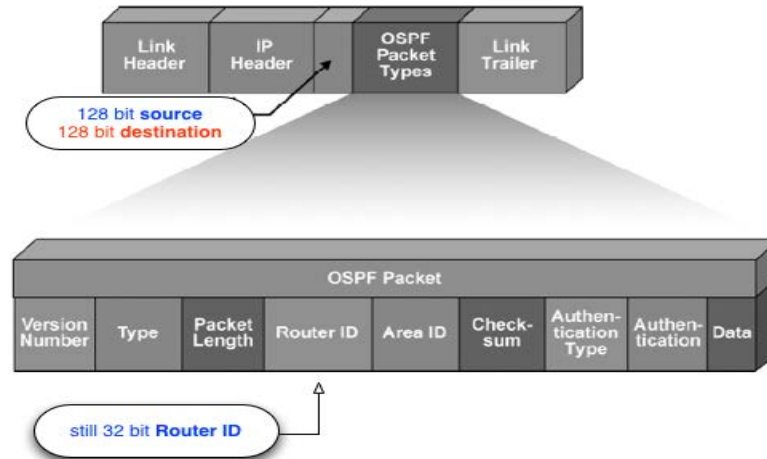 Link
Header
IP
Header
OSPF
Packet
Types
Link
Trailer
128 bit source
128 bit destination
OSPF Packet
Version
Number
Type
Packet
Length
Router ID
Area ID
Check-
sum
Authen-
tication
Type
Authen-
tication
Data
still 32 bit Router ID